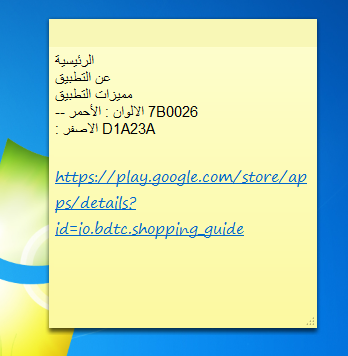 الرئيسية
عن التطبيق
مميزات التطبيق
-- الالوان : الأحمر 7B0026
: الاصفر D1A23A
https://play.google.com/store/ap
ps/details?
id=io.bdtc.shopping_guide